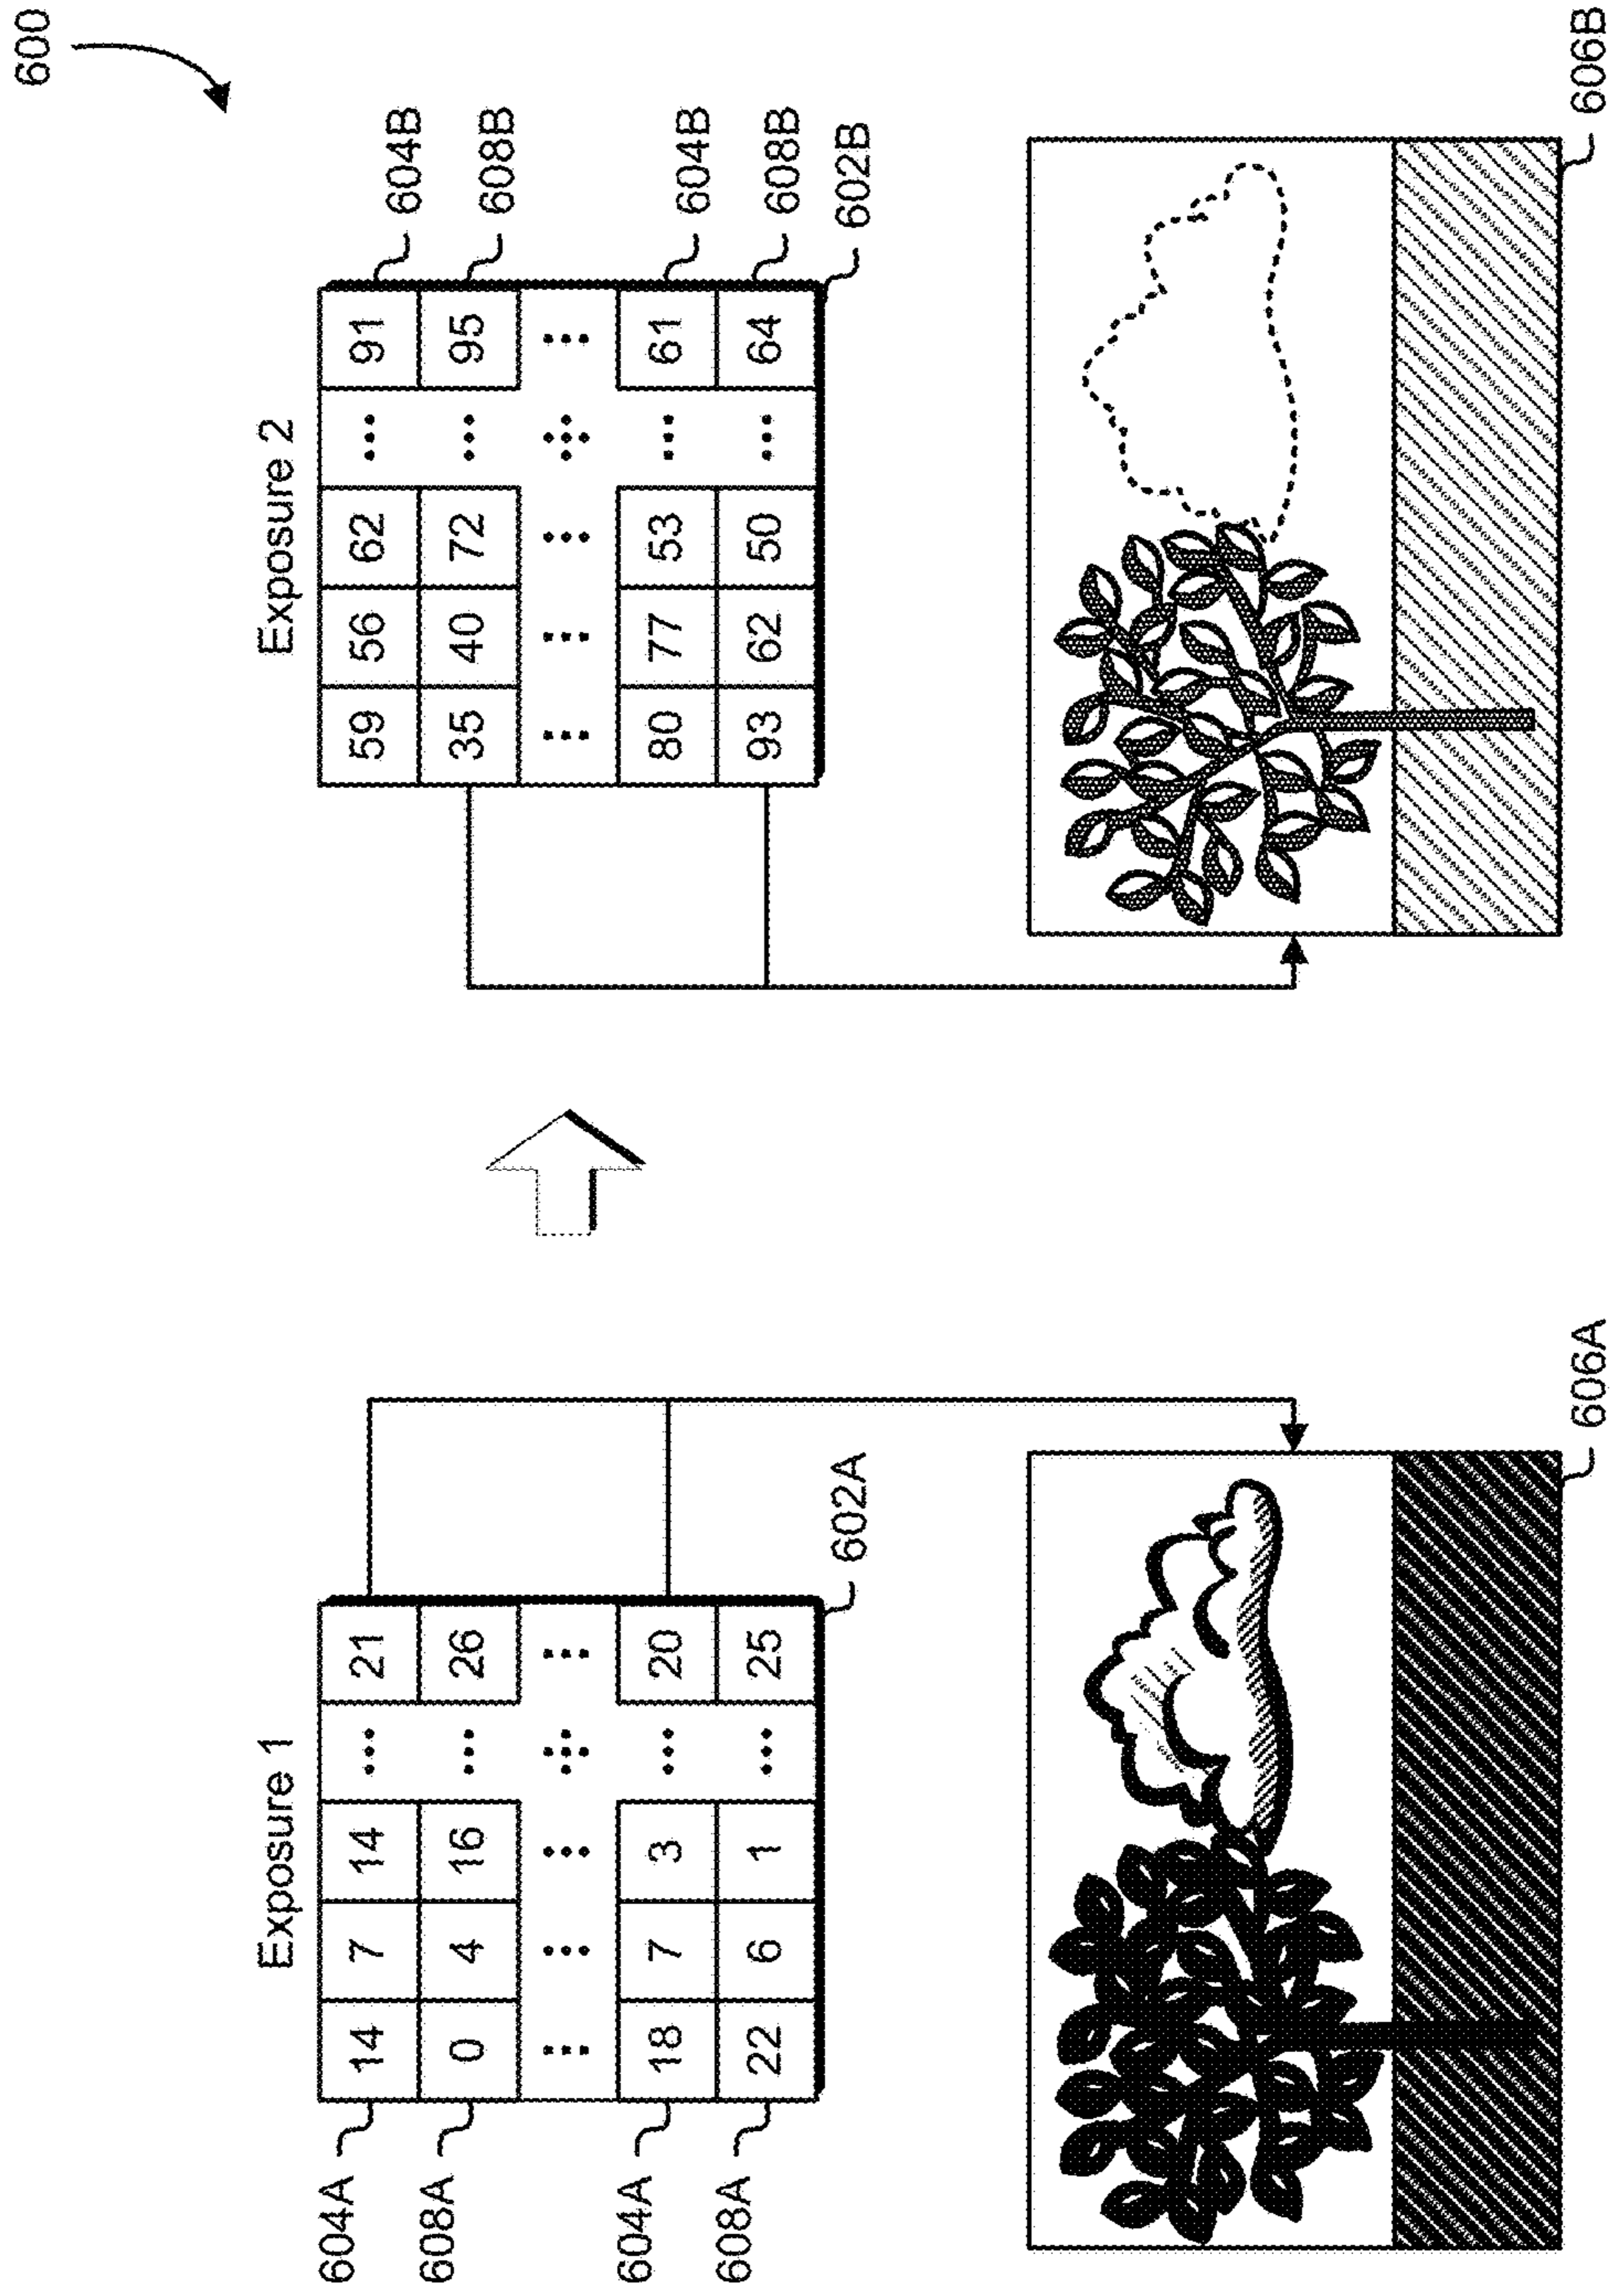 600
Exposure 1
604A 14 7 14 ... 21
608A 0 4 16 ... 26
604A 18 7 3 ... 20
608A 22 6 1 ... 25
602A
606A
Exposure 2
59 56 62 ... 91 604B
35 40 72 ... 95 608B
80 77 53 ... 61 604B
93 62 50 ... 64 608B
602B
606B